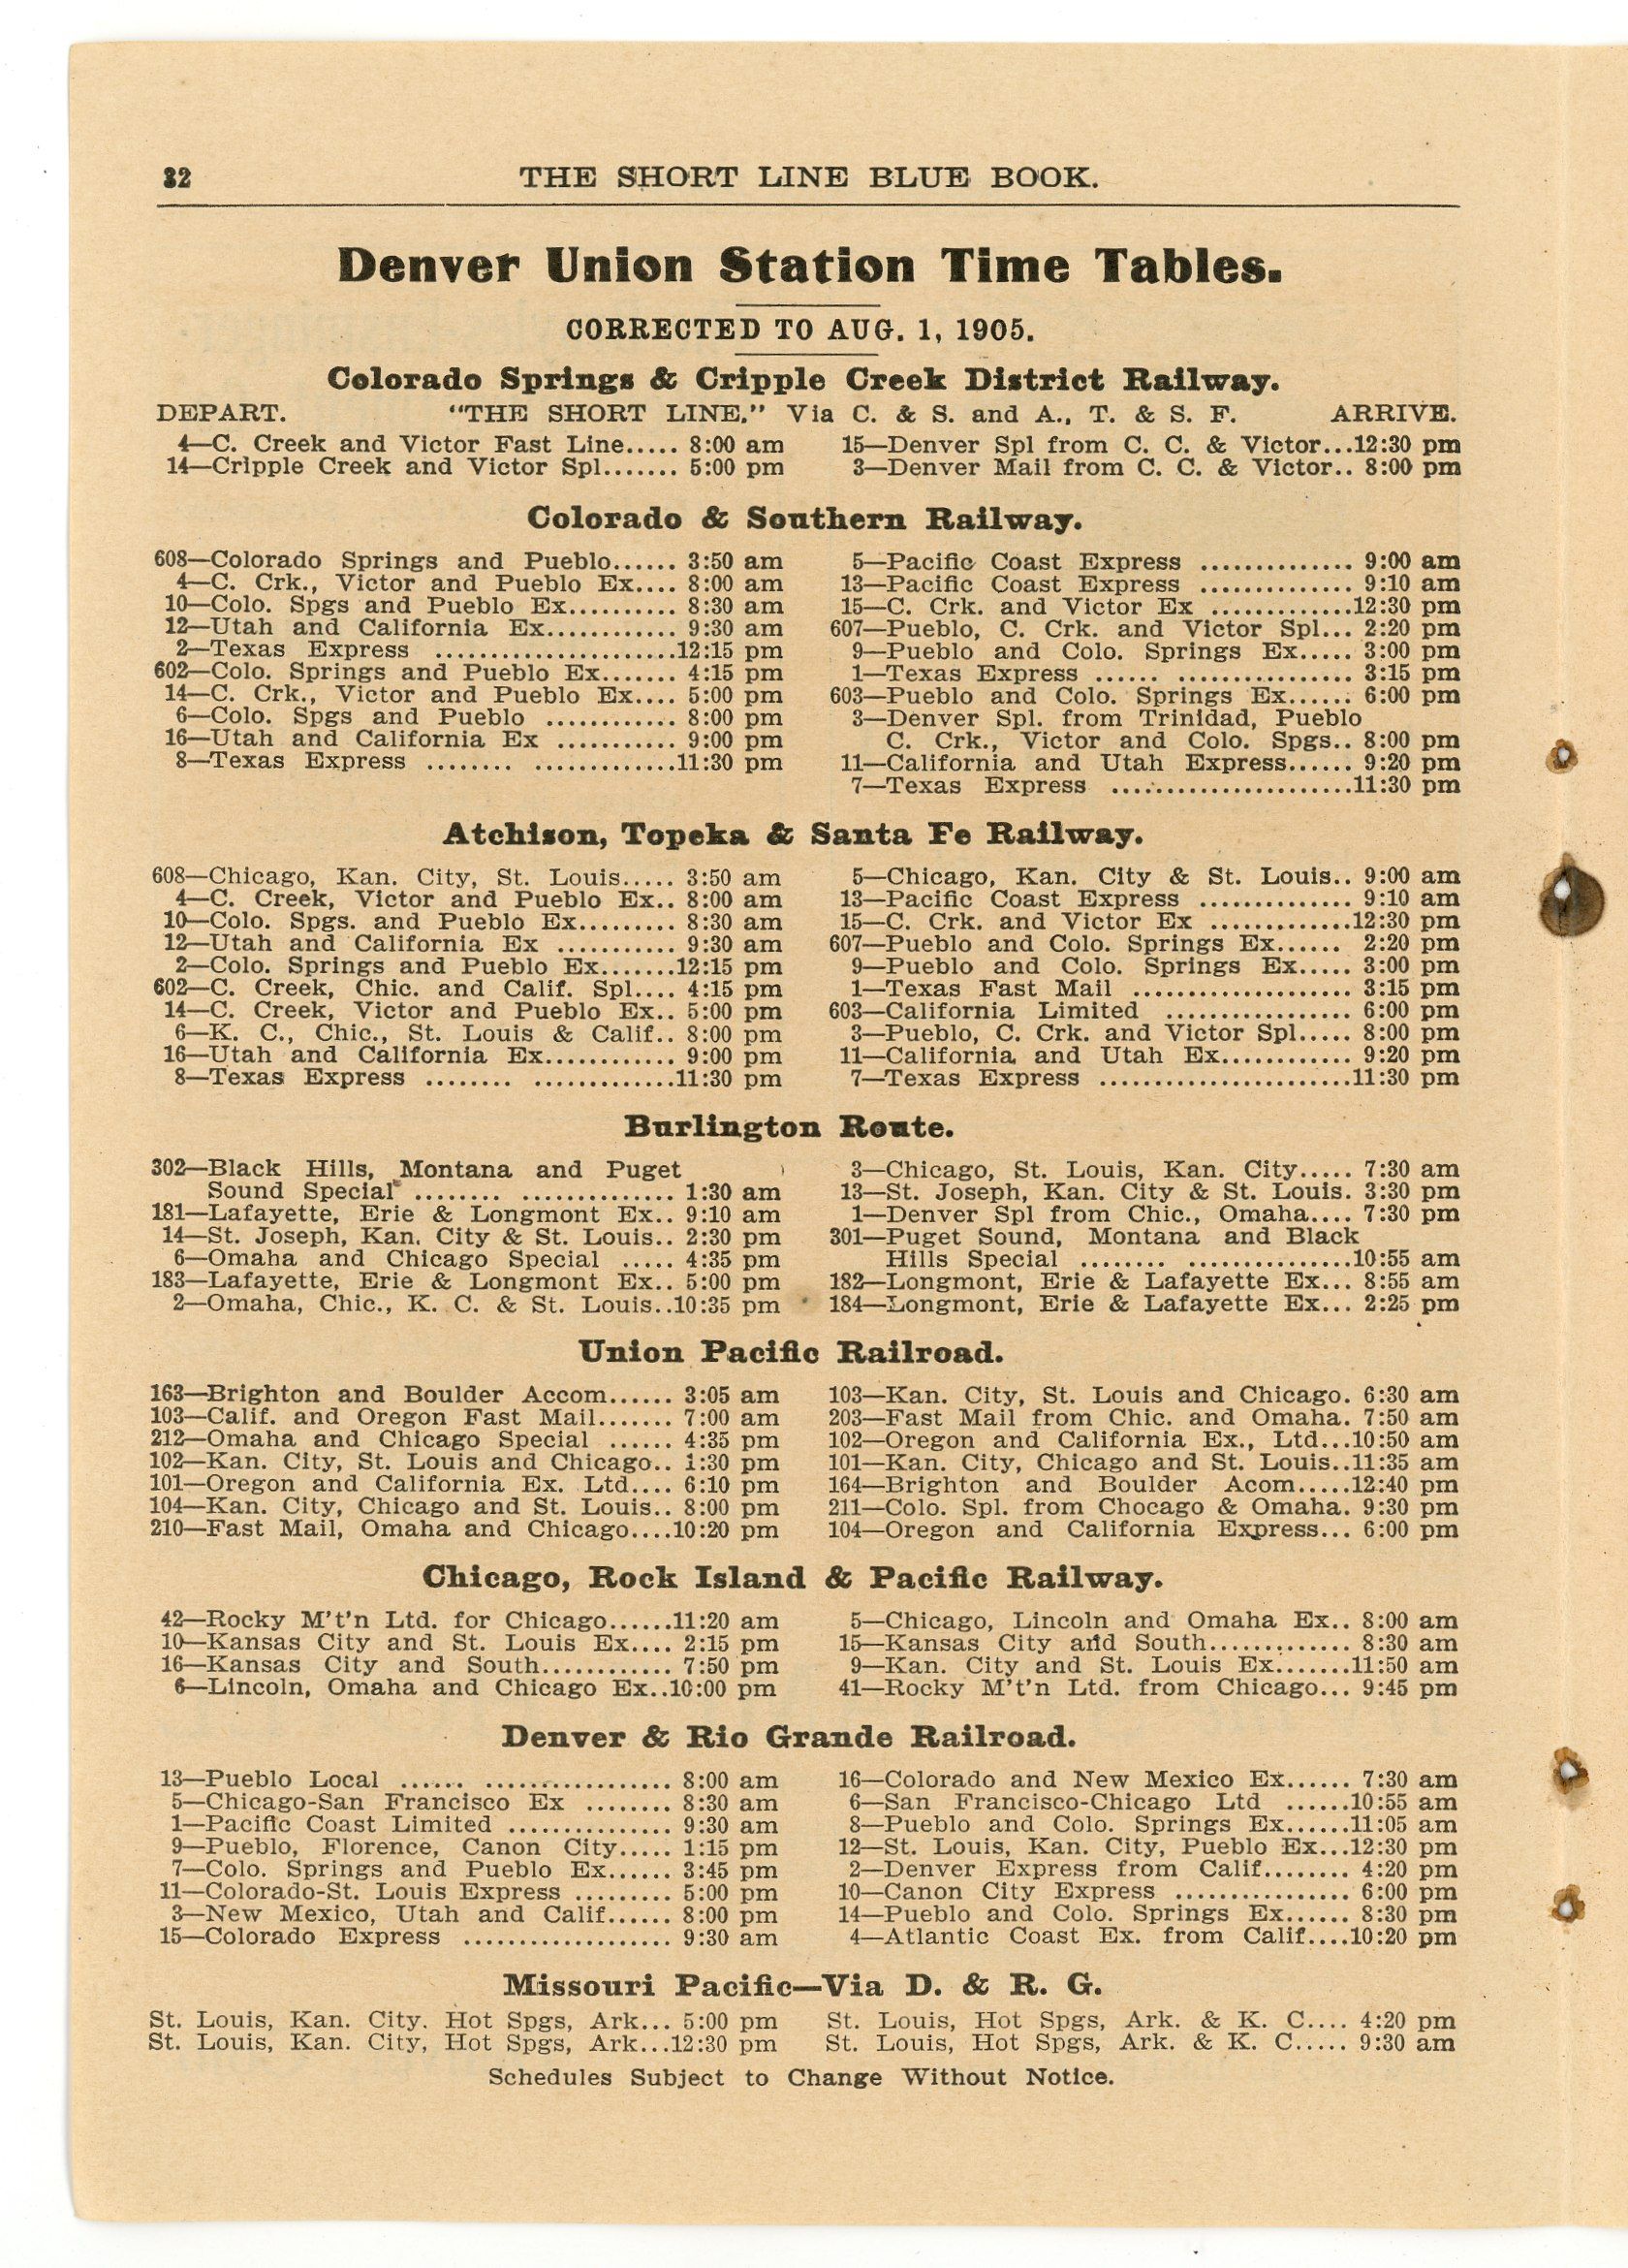 32
THE SHORT LINE BLUE BOOK.
Denver Union Station Time Tables.
CORRECTED TO AUG. 1, 1905.
Colorado Springs & Cripple Creek District Railway.
DEPART. "THE SHORT LINE." Via C. & S. and A., T. & S. F. ARRIVE.
4—C. Creek and Victor Fast Line..... 8:00 am
14—Cripple Creek and Victor Spl....... 5:00 pm
15—Denver Spl from C. C. & Victor...12:30 pm
3—Denver Mail from C. C. & Victor.. 8:00 pm
Colorado & Southern Railway.
608—Colorado Springs and Pueblo...... 3:50 am
4—C. Crk., Victor and Pueblo Ex.... 8:00 am
10—Colo. Spgs and Pueblo Ex.......... 8:30 am
12—Utah and California Ex............ 9:30 am
2—Texas Express ......................12:15 pm
602—Colo. Springs and Pueblo Ex....... 4:15 pm
14—C. Crk., Victor and Pueblo Ex.... 5:00 pm
6—Colo. Spgs and Pueblo ............ 8:00 pm
16—Utah and California Ex ........... 9:00 pm
8—Texas Express ........ .............11:30 pm
5—Pacific Coast Express .............. 9:00 am
13—Pacific Coast Express .............. 9:10 am
15—C. Crk. and Victor Ex .............12:30 pm
607—Pueblo, C. Crk. and Victor Spl... 2:20 pm
9—Pueblo and Colo. Springs Ex..... 3:00 pm
1—Texas Express ...... ................ 3:15 pm
603—Pueblo and Colo. Springs Ex...... 6:00 pm
3—Denver Spl. from Trinidad, Pueblo
C. Crk., Victor and Colo. Spgs.. 8:00 pm
11—California and Utah Express...... 9:20 pm
7—Texas Express ......................11:30 pm
Atchison, Topeka & Santa Fe Railway.
608—Chicago, Kan. City, St. Louis..... 3:50 am
4—C. Creek, Victor and Pueblo Ex.. 8:00 am
10—Colo. Spgs. and Pueblo Ex......... 8:30 am
12—Utah and California Ex ........... 9:30 am
2—Colo. Springs and Pueblo Ex.......12:15 pm
602—C. Creek, Chic. and Calif. Spl.... 4:15 pm
14—C. Creek, Victor and Pueblo Ex.. 5:00 pm
6—K. C., Chic., St. Louis & Calif.. 8:00 pm
16—Utah and California Ex............ 9:00 pm
8—Texas Express ........ .............11:30 pm
5—Chicago, Kan. City & St. Louis.. 9:00 am
13—Pacific Coast Express .............. 9:10 am
15—C. Crk. and Victor Ex .............12:30 pm
607—Pueblo and Colo. Springs Ex...... 2:20 pm
9—Pueblo and Colo. Springs Ex..... 3:00 pm
1—Texas Fast Mail .................... 3:15 pm
603—California Limited ................. 6:00 pm
3—Pueblo, C. Crk. and Victor Spl..... 8:00 pm
11—California and Utah Ex............ 9:20 pm
7—Texas Express .......................11:30 pm
Burlington Route.
302—Black Hills, Montana and Puget
Sound Special ........ .............. 1:30 am
181—Lafayette, Erie & Longmont Ex.. 9:10 am
14—St. Joseph, Kan. City & St. Louis.. 2:30 pm
6—Omaha and Chicago Special ..... 4:35 pm
183—Lafayette, Erie & Longmont Ex.. 5:00 pm
2—Omaha, Chic., K. C. & St. Louis..10:35 pm
3—Chicago, St. Louis, Kan. City..... 7:30 am
13—St. Joseph, Kan. City & St. Louis. 3:30 pm
1—Denver Spl from Chic., Omaha.... 7:30 pm
301—Puget Sound, Montana and Black
Hills Special ........ ..............10:55 am
182—Longmont, Erie & Lafayette Ex... 8:55 am
184—Longmont, Erie & Lafayette Ex... 2:25 pm
Union Pacific Railroad.
163—Brighton and Boulder Accom...... 3:05 am
103—Calif. and Oregon Fast Mail....... 7:00 am
212—Omaha and Chicago Special ...... 4:35 pm
102—Kan. City, St. Louis and Chicago.. 1:30 pm
101—Oregon and California Ex. Ltd.... 6:10 pm
104—Kan. City, Chicago and St. Louis.. 8:00 pm
210—Fast Mail, Omaha and Chicago....10:20 pm
103—Kan. City, St. Louis and Chicago. 6:30 am
203—Fast Mail from Chic. and Omaha. 7:50 am
102—Oregon and California Ex., Ltd...10:50 am
101—Kan. City, Chicago and St. Louis..11:35 am
164—Brighton and Boulder Acom.....12:40 pm
211—Colo. Spl. from Chocago & Omaha. 9:30 pm
104—Oregon and California Express... 6:00 pm
Chicago, Rock Island & Pacific Railway.
42—Rocky M't'n Ltd. for Chicago......11:20 am
10—Kansas City and St. Louis Ex.... 2:15 pm
16—Kansas City and South............ 7:50 pm
6—Lincoln, Omaha and Chicago Ex..10:00 pm
5—Chicago, Lincoln and Omaha Ex.. 8:00 am
15—Kansas City and South............. 8:30 am
9—Kan. City and St. Louis Ex.......11:50 am
41—Rocky M't'n Ltd. from Chicago... 9:45 pm
Denver & Rio Grande Railroad.
13—Pueblo Local ...... ................. 8:00 am
5—Chicago-San Francisco Ex ........ 8:30 am
1—Pacific Coast Limited ............... 9:30 am
9—Pueblo, Florence, Canon City..... 1:15 pm
7—Colo. Springs and Pueblo Ex...... 3:45 pm
11—Colorado-St. Louis Express ......... 5:00 pm
3—New Mexico, Utah and Calif...... 8:00 pm
15—Colorado Express ................... 9:30 am
16—Colorado and New Mexico Ex...... 7:30 am
6—San Francisco-Chicago Ltd ......10:55 am
8—Pueblo and Colo. Springs Ex.....11:05 am
12—St. Louis, Kan. City, Pueblo Ex...12:30 pm
2—Denver Express from Calif........ 4:20 pm
10—Canon City Express ................ 6:00 pm
14—Pueblo and Colo. Springs Ex...... 8:30 pm
4—Atlantic Coast Ex. from Calif....10:20 pm
Missouri Pacific—Via D. & R. G.
St. Louis, Kan. City. Hot Spgs, Ark... 5:00 pm
St. Louis, Kan. City, Hot Spgs, Ark...12:30 pm
St. Louis, Hot Spgs, Ark. & K. C.... 4:20 pm
St. Louis, Hot Spgs, Ark. & K. C..... 9:30 am
Schedules Subject to Change Without Notice.